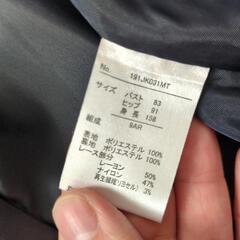 No. 191JK031MT
サイズ バスト 83
ヒップ 91
身長 158
9AR
組成
表地 ポリエステル 100%
裏地 ポリエステル 100%
レース部分
レーヨン 50%
ナイロン 47%
再生繊維(リヨセル) 3%